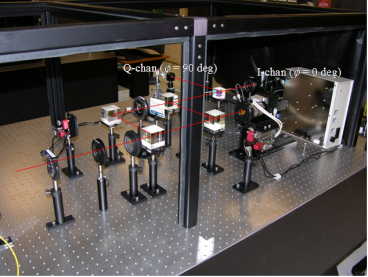 Q-chan (ϕ = 90 deg)
I-chan (ϕ = 0 deg)